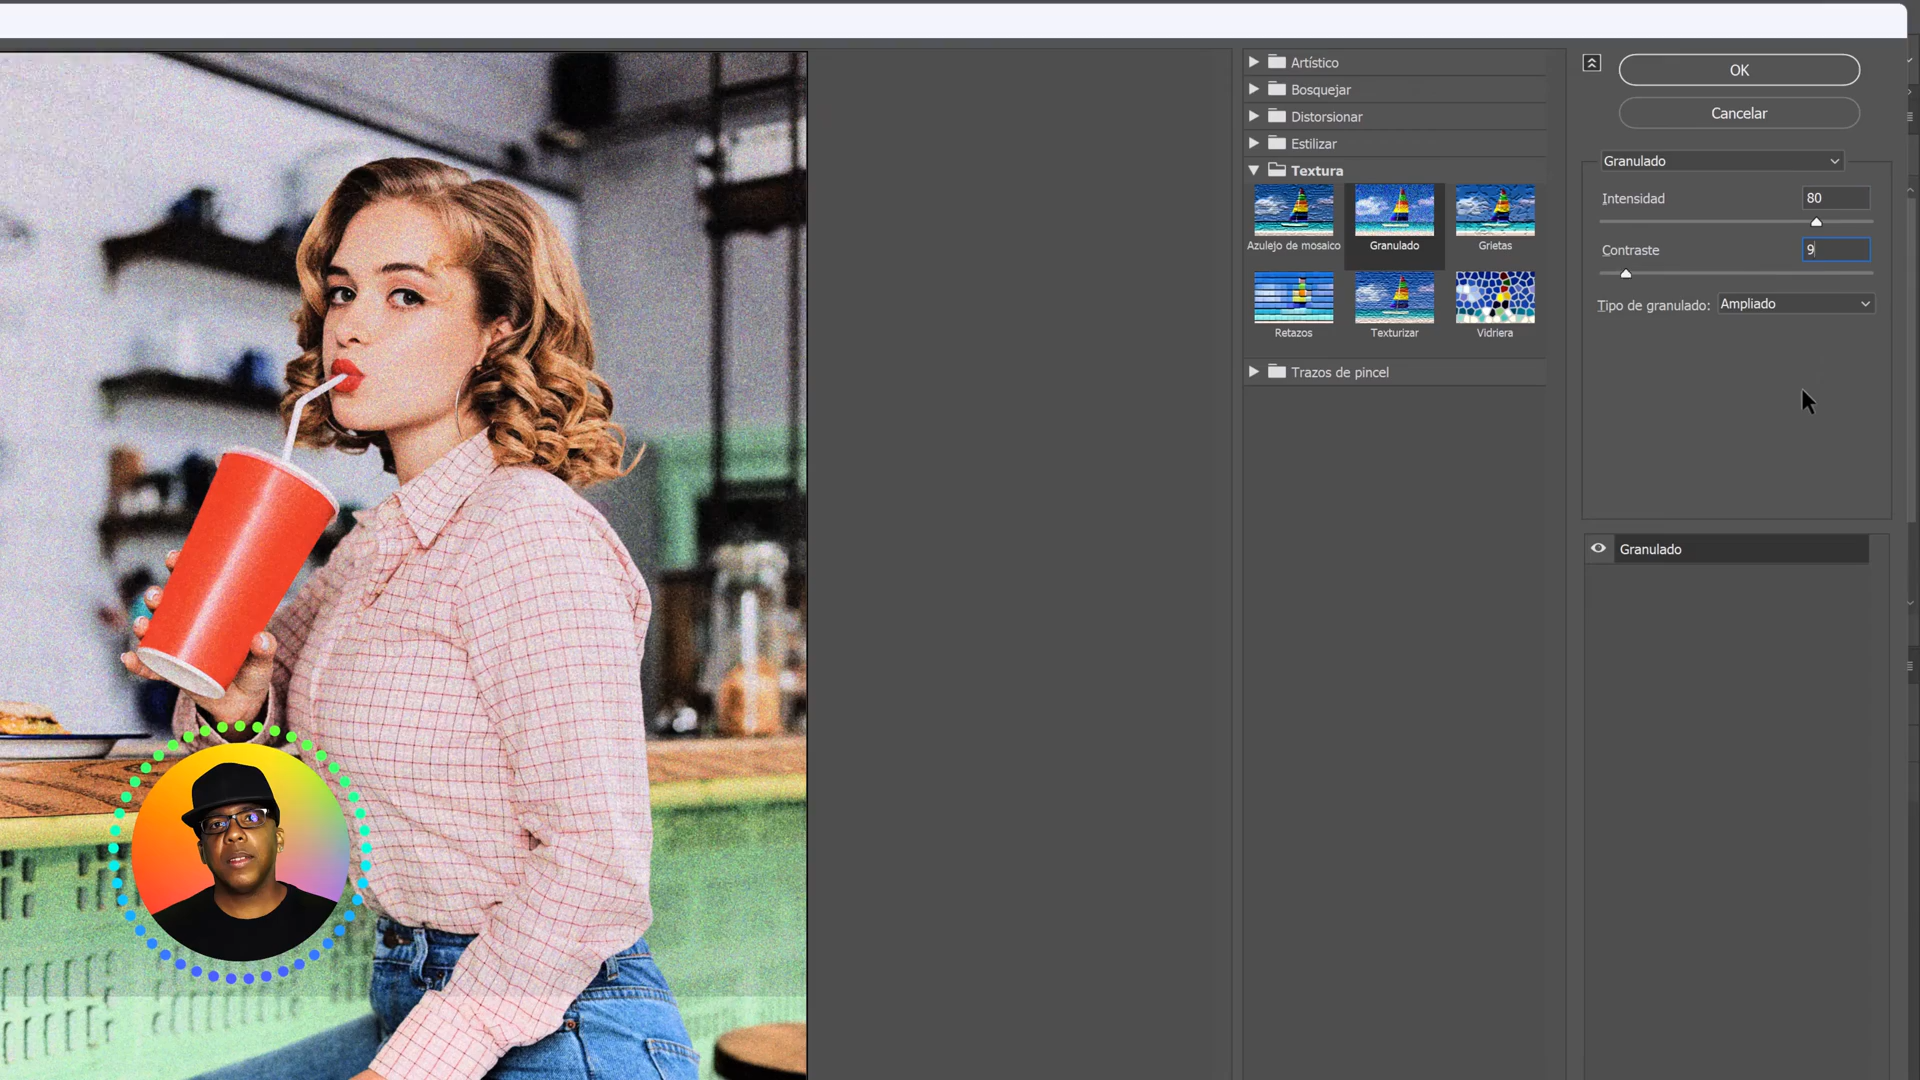 Artístico
Bosquejar
Distorsionar
Estilizar
Textura
Azulejo de mosaico
Granulado
Grietas
Retazos
Texturizar
Vidriera
Trazos de pincel
OK
Cancelar
Granulado
Intensidad 80
Contraste 9
Tipo de granulado: Ampliado
Granulado